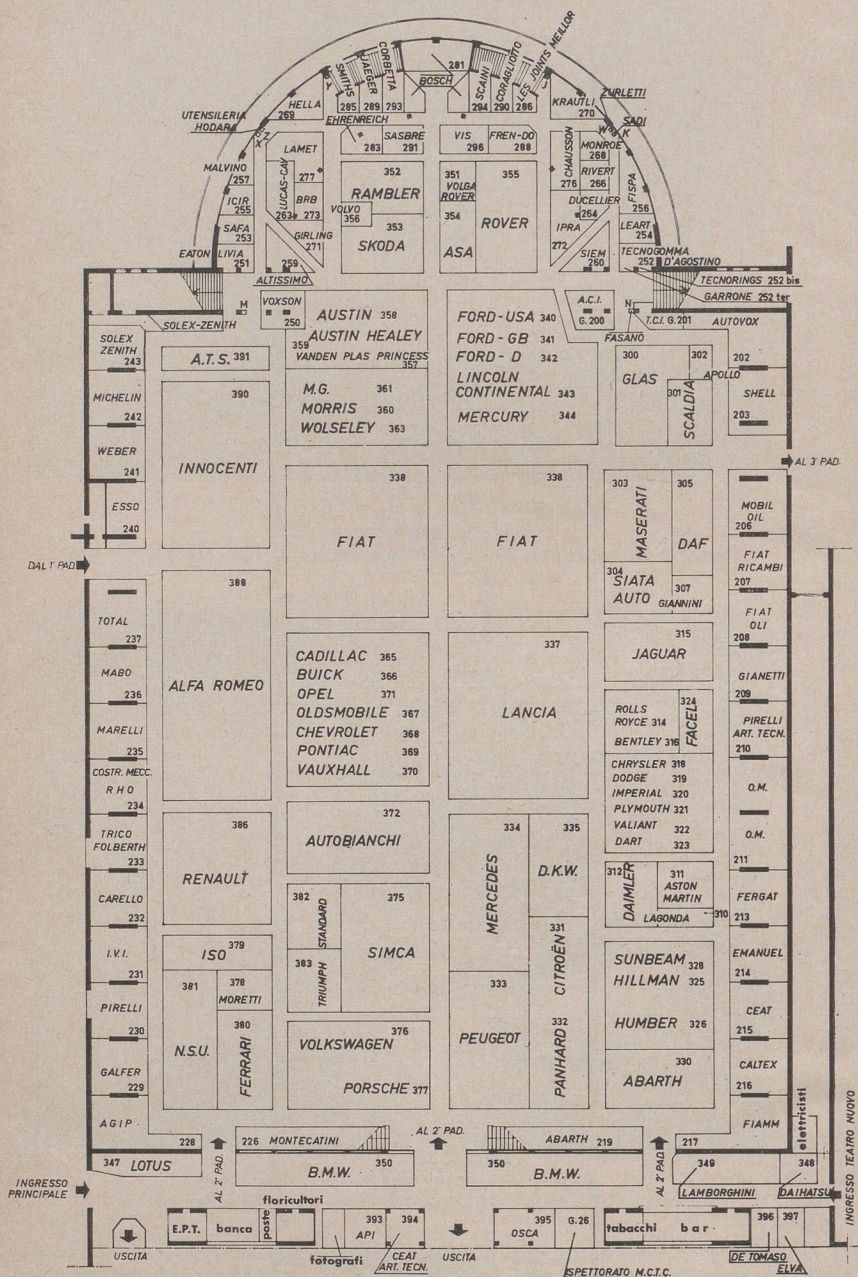 SMITHS
JAEGER
CORBETTA
BOSCH 281
SCAINI
CORAGLIOTTO
LES JOINTS MEILLOR
285 289 293
294 290 286
HELLA
269
KRAUTLI
270
ZURLETTI
UTENSILERIA
HODARA
SADI
X Z
W K
EHRENREICH
283
SASBRE
291
VIS
296
FREN-DO
288
LAMET
277
LUCAS-CAV
263
BRB
273
GIRLING
271
CHAUSSON
276
MONROE
268
RIVERT
266
DUCELLIER
264
FISPA
256
MALVINO
257
ICIR
255
SAFA
253
EATON LIVIA
251
259
ALTISSIMO
352
RAMBLER
VOLVO
356
353
SKODA
351
VOLGA
ROVER
354
ASA
355
ROVER
IPRA
272
SIEM
260
LEART
254
TECNOGOMMA
252 D'AGOSTINO
TECNORINGS 252 bis
GARRONE 252 ter
SOLEX-ZENITH
M
VOXSON
250
A.C.I.
G.200
N
T.C.I. G.201
FASANO
AUTOVOX
202
SOLEX
ZENITH
243
A.T.S. 391
AUSTIN 358
AUSTIN HEALEY
359
VANDEN PLAS PRINCESS
357
M.G. 361
MORRIS 360
WOLSELEY 363
FORD-USA 340
FORD-GB 341
FORD-D 342
LINCOLN
CONTINENTAL 343
MERCURY 344
300
GLAS
302
APOLLO
301
SCALDIA
SHELL
203
MICHELIN
242
WEBER
241
ESSO
240
390
INNOCENTI
AL 3° PAD.
DAL 1° PAD.
338
FIAT
338
FIAT
303
MASERATI
305
DAF
304
SIATA
AUTO
307
GIANNINI
MOBIL
OIL
206
FIAT
RICAMBI
207
FIAT
OLI
208
TOTAL
237
MABO
236
MARELLI
235
COSTR. MECC.
RHO
234
388
ALFA ROMEO
CADILLAC 365
BUICK 366
OPEL 371
OLDSMOBILE 367
CHEVROLET 368
PONTIAC 369
VAUXHALL 370
337
LANCIA
315
JAGUAR
ROLLS
ROYCE 314
BENTLEY 316
324
FACEL
CHRYSLER 318
DODGE 319
IMPERIAL 320
PLYMOUTH 321
VALIANT 322
DART 323
GIANETTI
209
PIRELLI
ART. TECN.
210
O.M.
O.M.
211
TRICO
FOLBERTH
233
CARELLO
232
I.V.I.
231
PIRELLI
230
GALFER
229
AGIP
228
386
RENAULT
372
AUTOBIANCHI
334
MERCEDES
335
D.K.W.
312
DAIMLER
311
ASTON
MARTIN
LAGONDA 310
FERGAT
213
EMANUEL
214
CEAT
215
CALTEX
216
FIAMM
217
379
ISO
381
N.S.U.
378
MORETTI
380
FERRARI
382
STANDARD
383
TRIUMPH
375
SIMCA
376
VOLKSWAGEN
PORSCHE 377
333
PEUGEOT
331
CITROËN
332
PANHARD
SUNBEAM 328
HILLMAN 325
HUMBER 326
330
ABARTH
elettricisti
INGRESSO TEATRO NUOVO
226 MONTECATINI
AL 2° PAD.
ABARTH 219
AL 2° PAD.
AL 2° PAD.
347 LOTUS
350
B.M.W.
350
B.M.W.
349
348
LAMBORGHINI
DAIHATSU
INGRESSO
PRINCIPALE
floricultori
E.P.T.
banca
poste
393
API
394
395
OSCA
G.26
tabacchi
bar
396
397
USCITA
fotografi
CEAT
ART. TECN.
USCITA
ISPETTORATO M.C.T.C.
DE TOMASO
ELVA